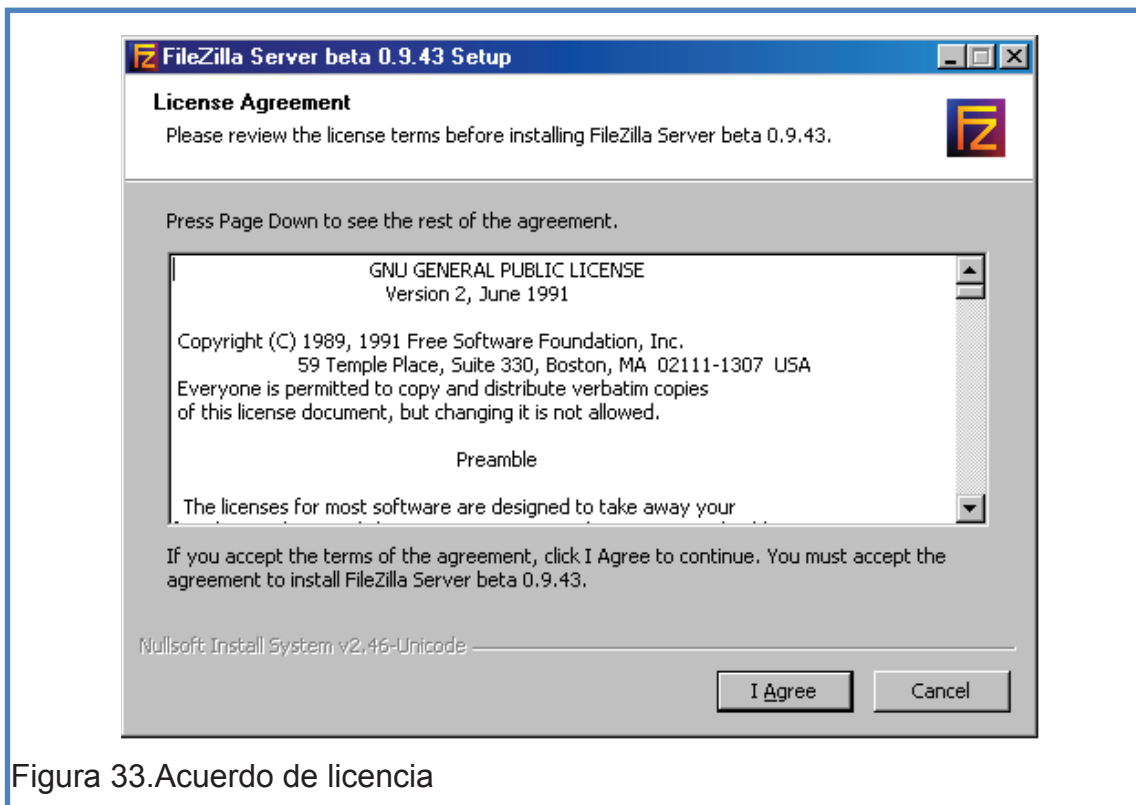 FileZilla Server beta 0.9.43 Setup
License Agreement
Please review the license terms before installing FileZilla Server beta 0.9.43.
FZ
Press Page Down to see the rest of the agreement.
GNU GENERAL PUBLIC LICENSE
Version 2, June 1991
Copyright (C) 1989, 1991 Free Software Foundation, Inc.
59 Temple Place, Suite 330, Boston, MA 02111-1307 USA
Everyone is permitted to copy and distribute verbatim copies
of this license document, but changing it is not allowed.
Preamble
The licenses for most software are designed to take away your
If you accept the terms of the agreement, click I Agree to continue. You must accept the
agreement to install FileZilla Server beta 0.9.43.
Nullsoft Install System v2.46-Unicode
I Agree
Cancel
Figura 33.Acuerdo de licencia